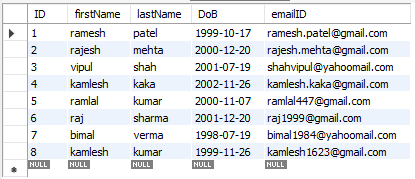 ID firstName lastName DoB emailID
1 ramesh patel 1999-10-17 ramesh.patel@gmail.com
2 rajesh mehta 2000-12-20 rajesh.mehta@gmail.com
3 vipul shah 2001-07-19 shahvipul@yahoomail.com
4 kamlesh kaka 2002-11-26 kamlesh.kaka@gmail.com
5 ramlal kumar 2000-11-07 ramlal447@gmail.com
6 raj sharma 2001-12-20 raj1999@gmail.com
7 bimal verma 1998-07-19 bimal1984@yahoomail.com
8 kamlesh kumar 1999-11-26 kamlesh1623@gmail.com
NULL NULL NULL NULL NULL